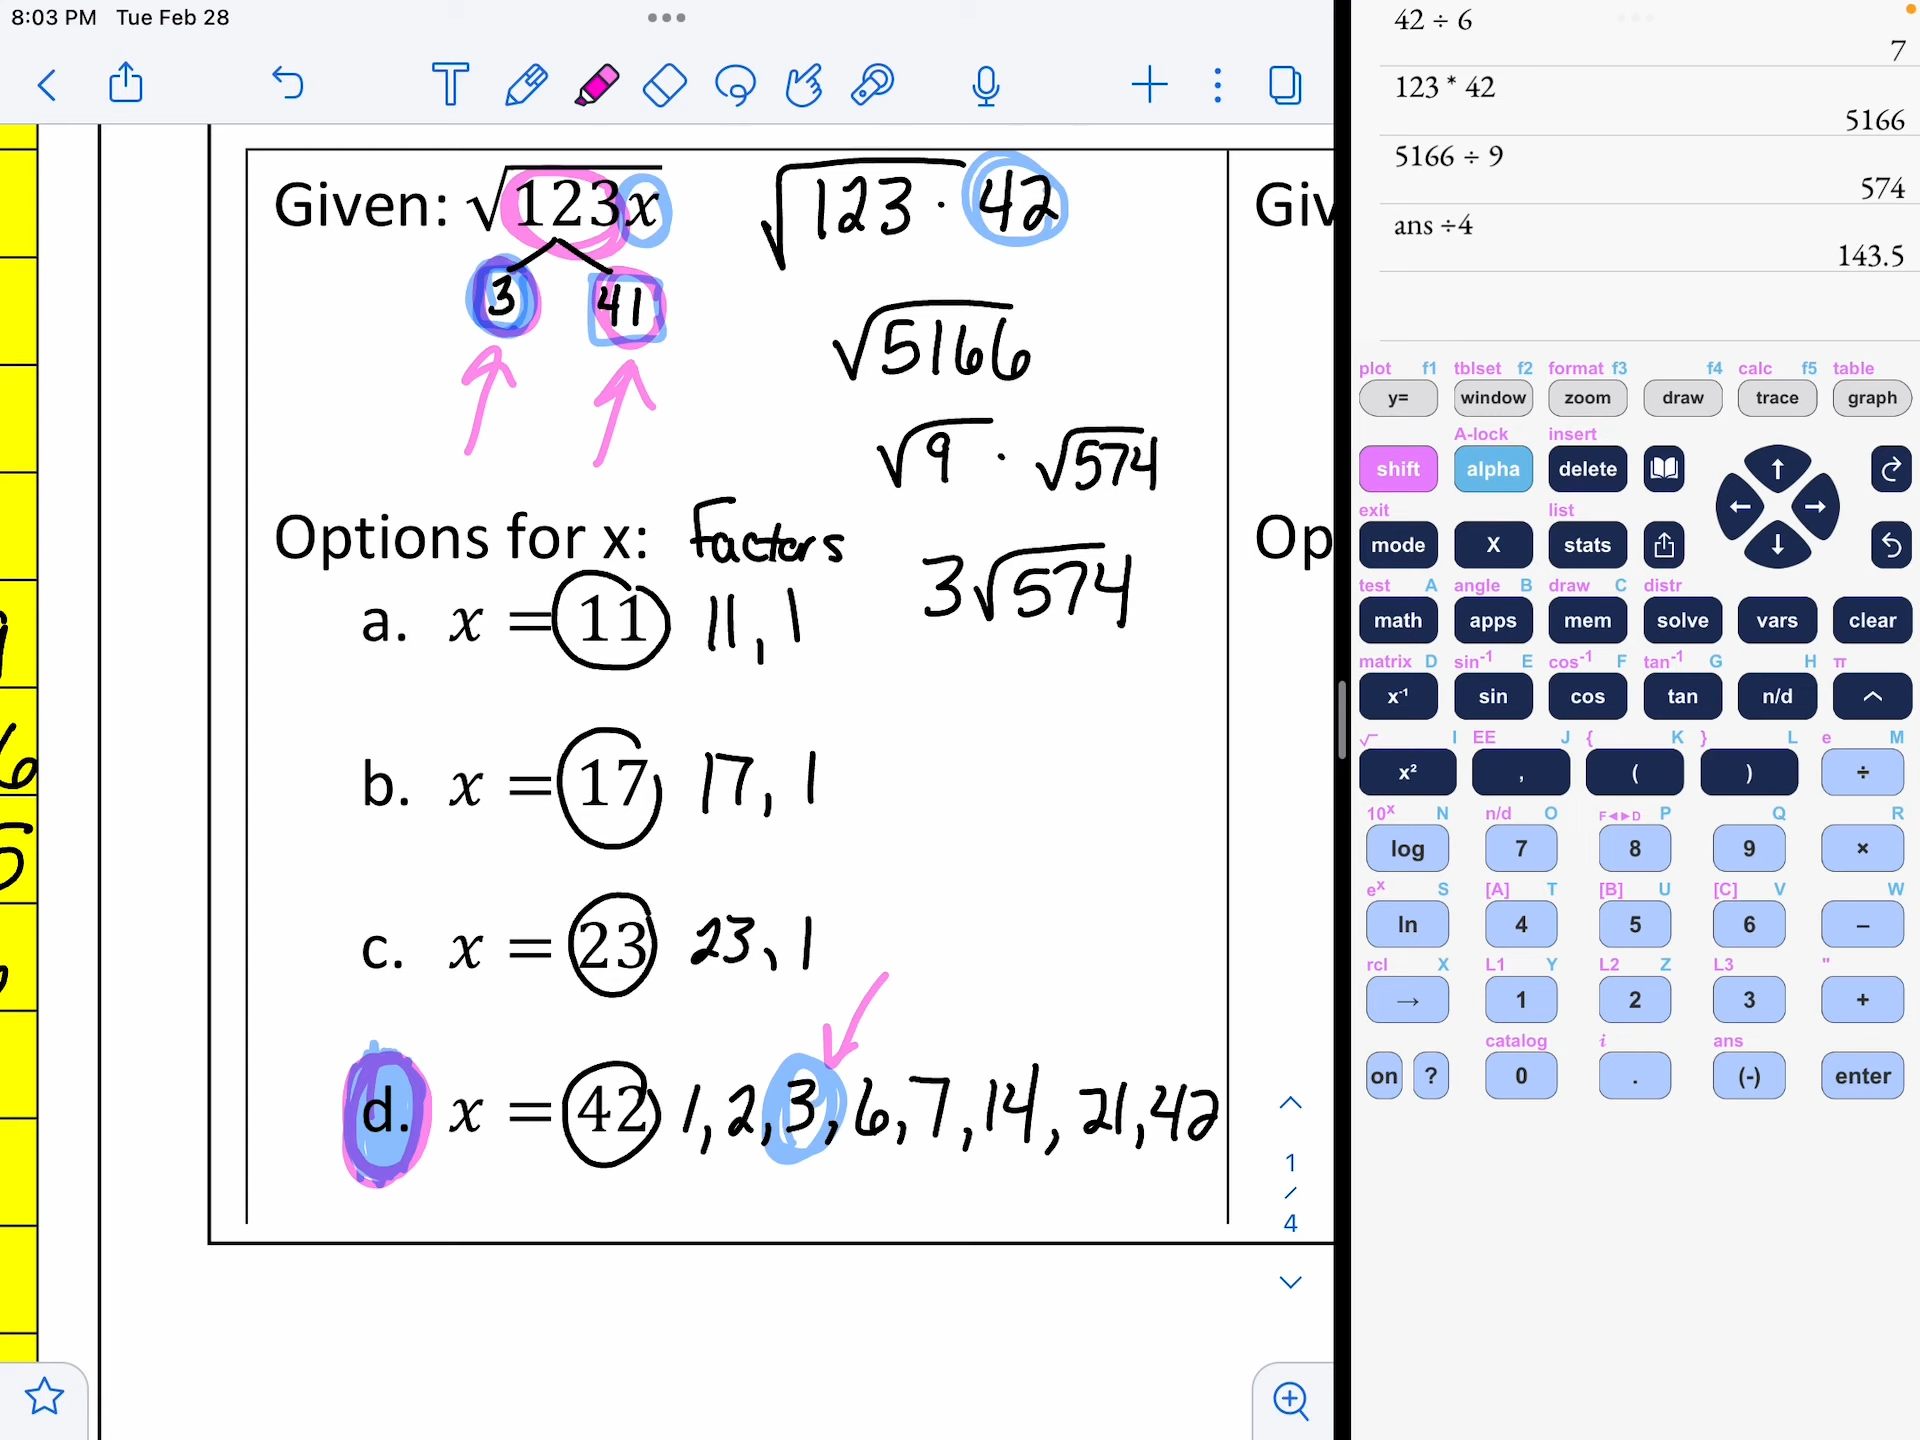 8:03 PM Tue Feb 28
T
Given: √123x
3 41
√123 · 42
√5166
√9 · √574
3√574
Options for x: Factors
a. x = 11 11, 1
b. x = 17 17, 1
c. x = 23 23, 1
d. x = 42 1, 2, 3, 6, 7, 14, 21, 42
Giv
Op
1
/
4
42 ÷ 6
7
123 * 42
5166
5166 ÷ 9
574
ans ÷4
143.5
plot f1 tblset f2 format f3 f4 calc f5 table
y= window zoom draw trace graph
A-lock insert
shift alpha delete
exit list
mode X stats
test A angle B draw C distr
math apps mem solve vars clear
matrix D sin⁻¹ E cos⁻¹ F tan⁻¹ G H π
x⁻¹ sin cos tan n/d ^
√ I EE J { K } L e M
x² , ( ) ÷
10ˣ N n/d O F◄►D P Q R
log 7 8 9 ×
eˣ S [A] T [B] U [C] V W
ln 4 5 6 −
rcl X L1 Y L2 Z L3 "
→ 1 2 3 +
catalog i ans
on ? 0 . (-) enter